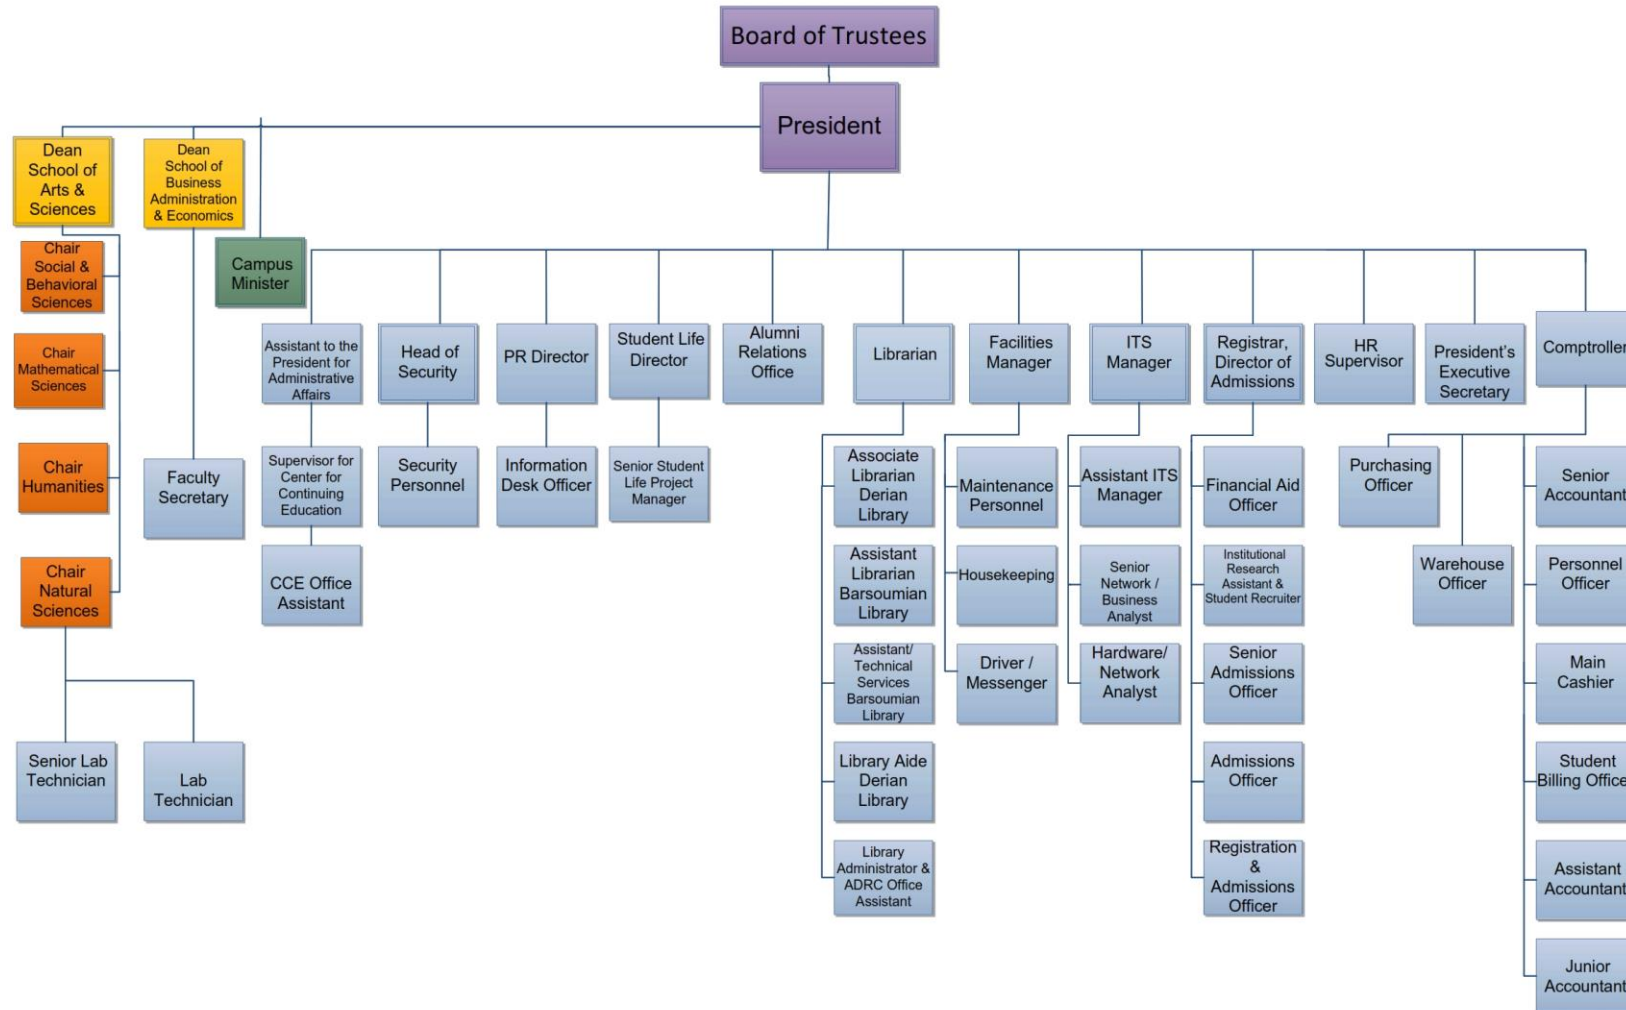 Board of Trustees
President
Dean
School of
Arts &
Sciences
Dean
School of
Business
Administration
& Economics
Chair
Social &
Behavioral
Sciences
Campus
Minister
Chair
Mathematical
Sciences
Chair
Humanities
Chair
Natural
Sciences
Faculty
Secretary
Senior Lab
Technician
Lab
Technician
Assistant to the
President for
Administrative
Affairs
Head of
Security
PR Director
Student Life
Director
Alumni
Relations
Office
Librarian
Facilities
Manager
ITS
Manager
Registrar,
Director of
Admissions
HR
Supervisor
President’s
Executive
Secretary
Comptroller
Supervisor for
Center for
Continuing
Education
Security
Personnel
Information
Desk Officer
Senior Student
Life Project
Manager
CCE Office
Assistant
Associate
Librarian
Derian
Library
Assistant
Librarian
Barsoumian
Library
Assistant/
Technical
Services
Barsoumian
Library
Library Aide
Derian
Library
Library
Administrator &
ADRC Office
Assistant
Maintenance
Personnel
Housekeeping
Driver /
Messenger
Assistant ITS
Manager
Senior
Network /
Business
Analyst
Hardware/
Network
Analyst
Financial Aid
Officer
Institutional
Research
Assistant &
Student Recruiter
Senior
Admissions
Officer
Admissions
Officer
Registration
&
Admissions
Officer
Purchasing
Officer
Warehouse
Officer
Senior
Accountant
Personnel
Officer
Main
Cashier
Student
Billing Office
Assistant
Accountant
Junior
Accountant